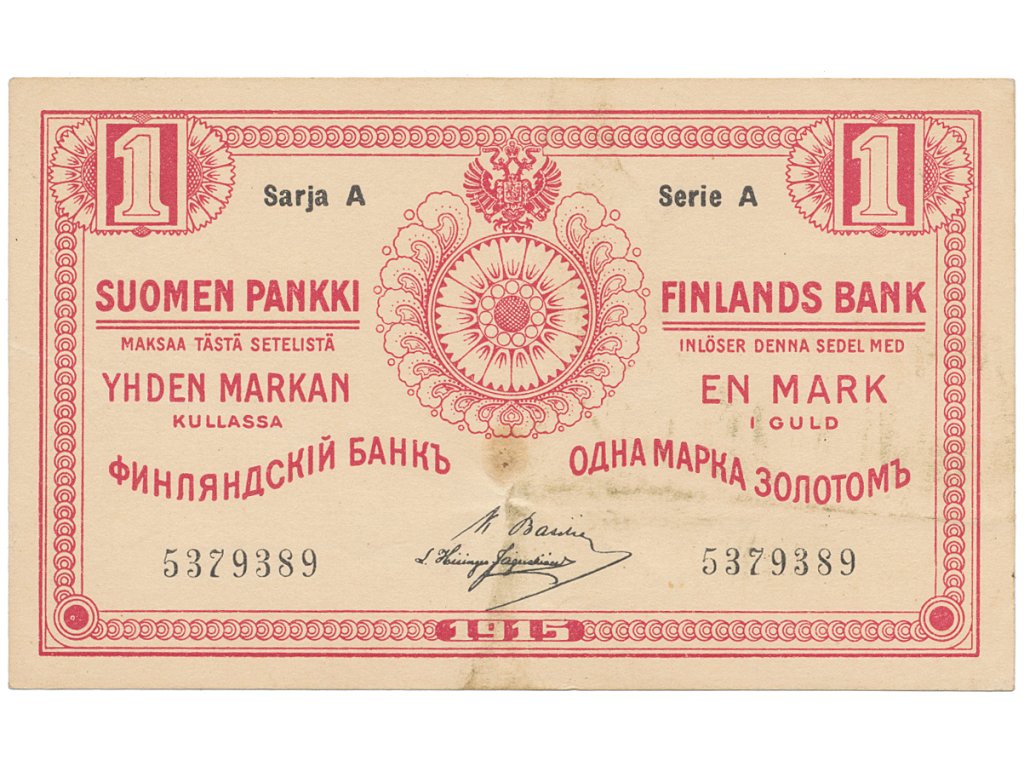 1
1
Sarja A
Serie A
SUOMEN PANKKI
MAKSAA TÄSTÄ SETELISTÄ
YHDEN MARKAN
KULLASSA
FINLANDS BANK
INLÖSER DENNA SEDEL MED
EN MARK
I GULD
ФИНЛЯНДСКІЙ БАНКЪ
ОДНА МАРКА ЗОЛОТОМЪ
5379389
5379389
1915